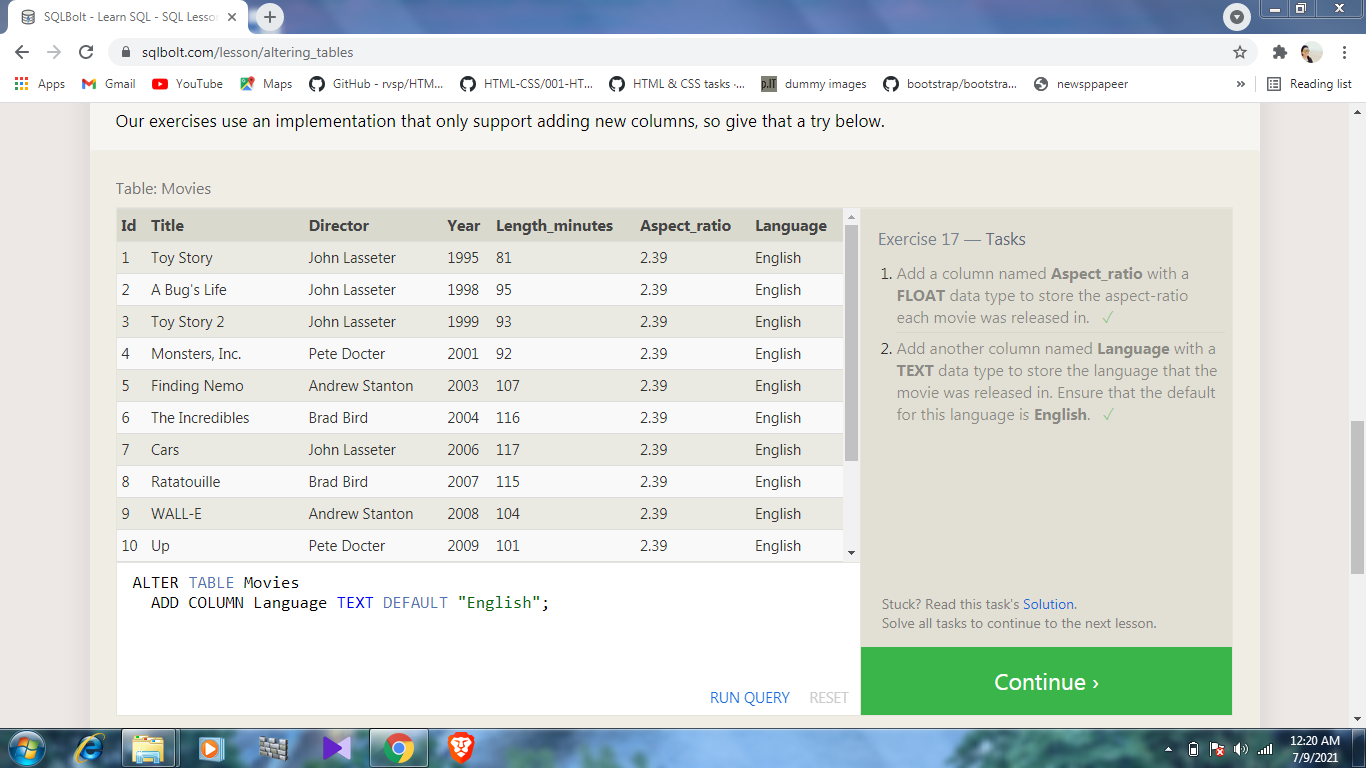 SQLBolt - Learn SQL - SQL Lesson
sqlbolt.com/lesson/altering_tables
Apps Gmail YouTube Maps GitHub - rvsp/HTM... HTML-CSS/001-HT... HTML & CSS tasks -... p.IT dummy images bootstrap/bootstra... newsppapeer » Reading list
Our exercises use an implementation that only support adding new columns, so give that a try below.
Table: Movies
Id Title Director Year Length_minutes Aspect_ratio Language
1 Toy Story John Lasseter 1995 81 2.39 English
2 A Bug's Life John Lasseter 1998 95 2.39 English
3 Toy Story 2 John Lasseter 1999 93 2.39 English
4 Monsters, Inc. Pete Docter 2001 92 2.39 English
5 Finding Nemo Andrew Stanton 2003 107 2.39 English
6 The Incredibles Brad Bird 2004 116 2.39 English
7 Cars John Lasseter 2006 117 2.39 English
8 Ratatouille Brad Bird 2007 115 2.39 English
9 WALL-E Andrew Stanton 2008 104 2.39 English
10 Up Pete Docter 2009 101 2.39 English
ALTER TABLE Movies
ADD COLUMN Language TEXT DEFAULT "English";
RUN QUERY RESET
Exercise 17 — Tasks
1. Add a column named Aspect_ratio with a
FLOAT data type to store the aspect-ratio
each movie was released in. ✓
2. Add another column named Language with a
TEXT data type to store the language that the
movie was released in. Ensure that the default
for this language is English. ✓
Stuck? Read this task's Solution.
Solve all tasks to continue to the next lesson.
Continue ›
12:20 AM
7/9/2021